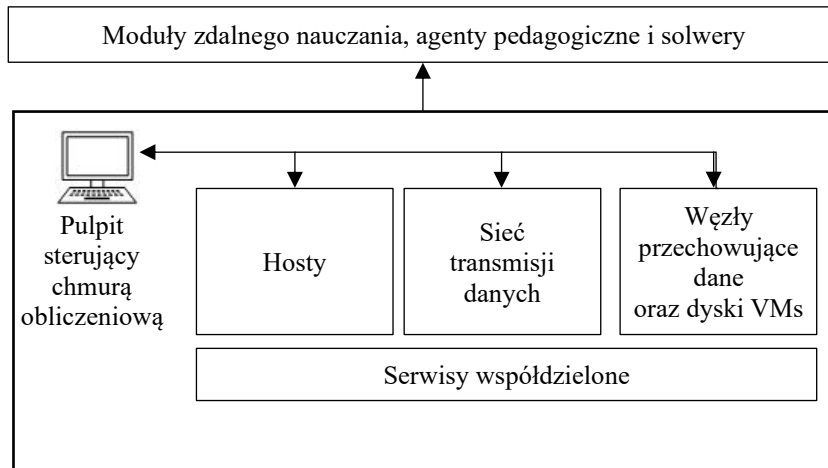 Moduły zdalnego nauczania, agenty pedagogiczne i solwery
Pulpit
sterujący
chmurą
obliczeniową
Hosty
Sieć
transmisji
danych
Węzły
przechowujące
dane
oraz dyski VMs
Serwisy współdzielone